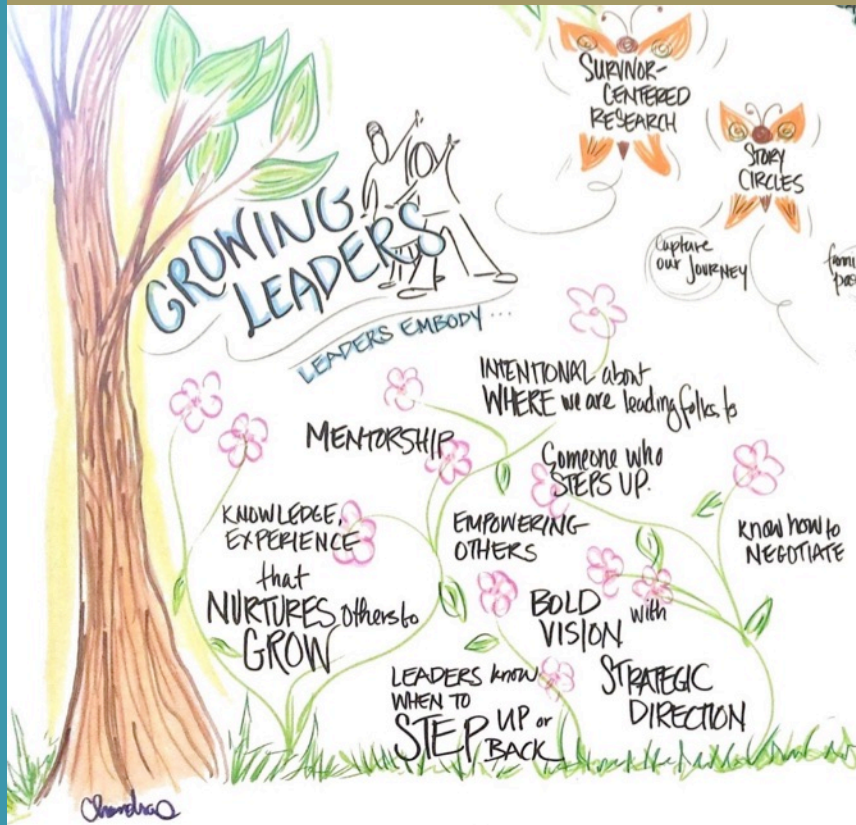 SURVIVOR-
CENTERED
RESEARCH
STORY
CIRCLES
Capture
our JOURNEY
GROWING
LEADERS
LEADERS EMBODY ...
INTENTIONAL about
WHERE we are leading folks to
MENTORSHIP
Someone who
STEPS UP.
KNOWLEDGE,
EXPERIENCE
that
NURTURES others to
GROW
EMPOWERING
OTHERS
Know how to
NEGOTIATE
BOLD with
VISION
STRATEGIC
DIRECTION
LEADERS know
WHEN TO
STEP UP or
BACK